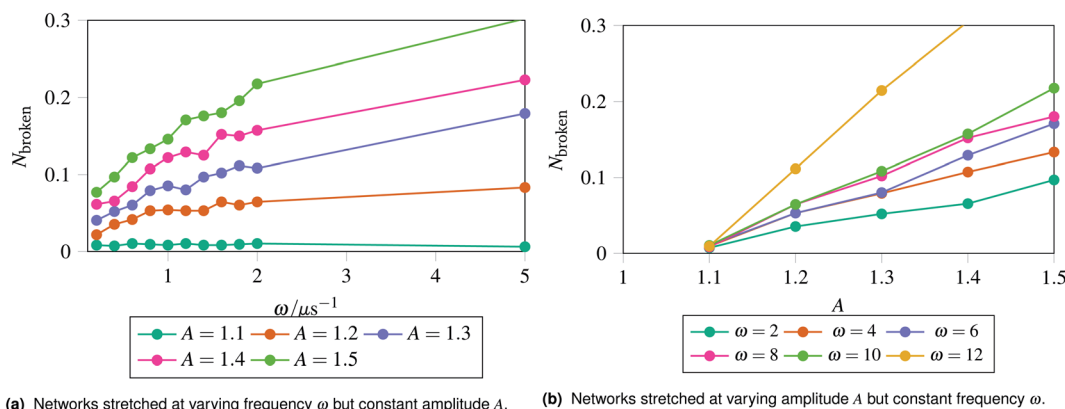 0.3
0.2
0.1
0
N_broken
1 2 3 4 5
ω/μs⁻¹
A = 1.1 A = 1.2 A = 1.3
A = 1.4 A = 1.5
(a) Networks stretched at varying frequency ω but constant amplitude A.
0.3
0.2
0.1
0
N_broken
1 1.1 1.2 1.3 1.4 1.5
A
ω = 2 ω = 4 ω = 6
ω = 8 ω = 10 ω = 12
(b) Networks stretched at varying amplitude A but constant frequency ω.